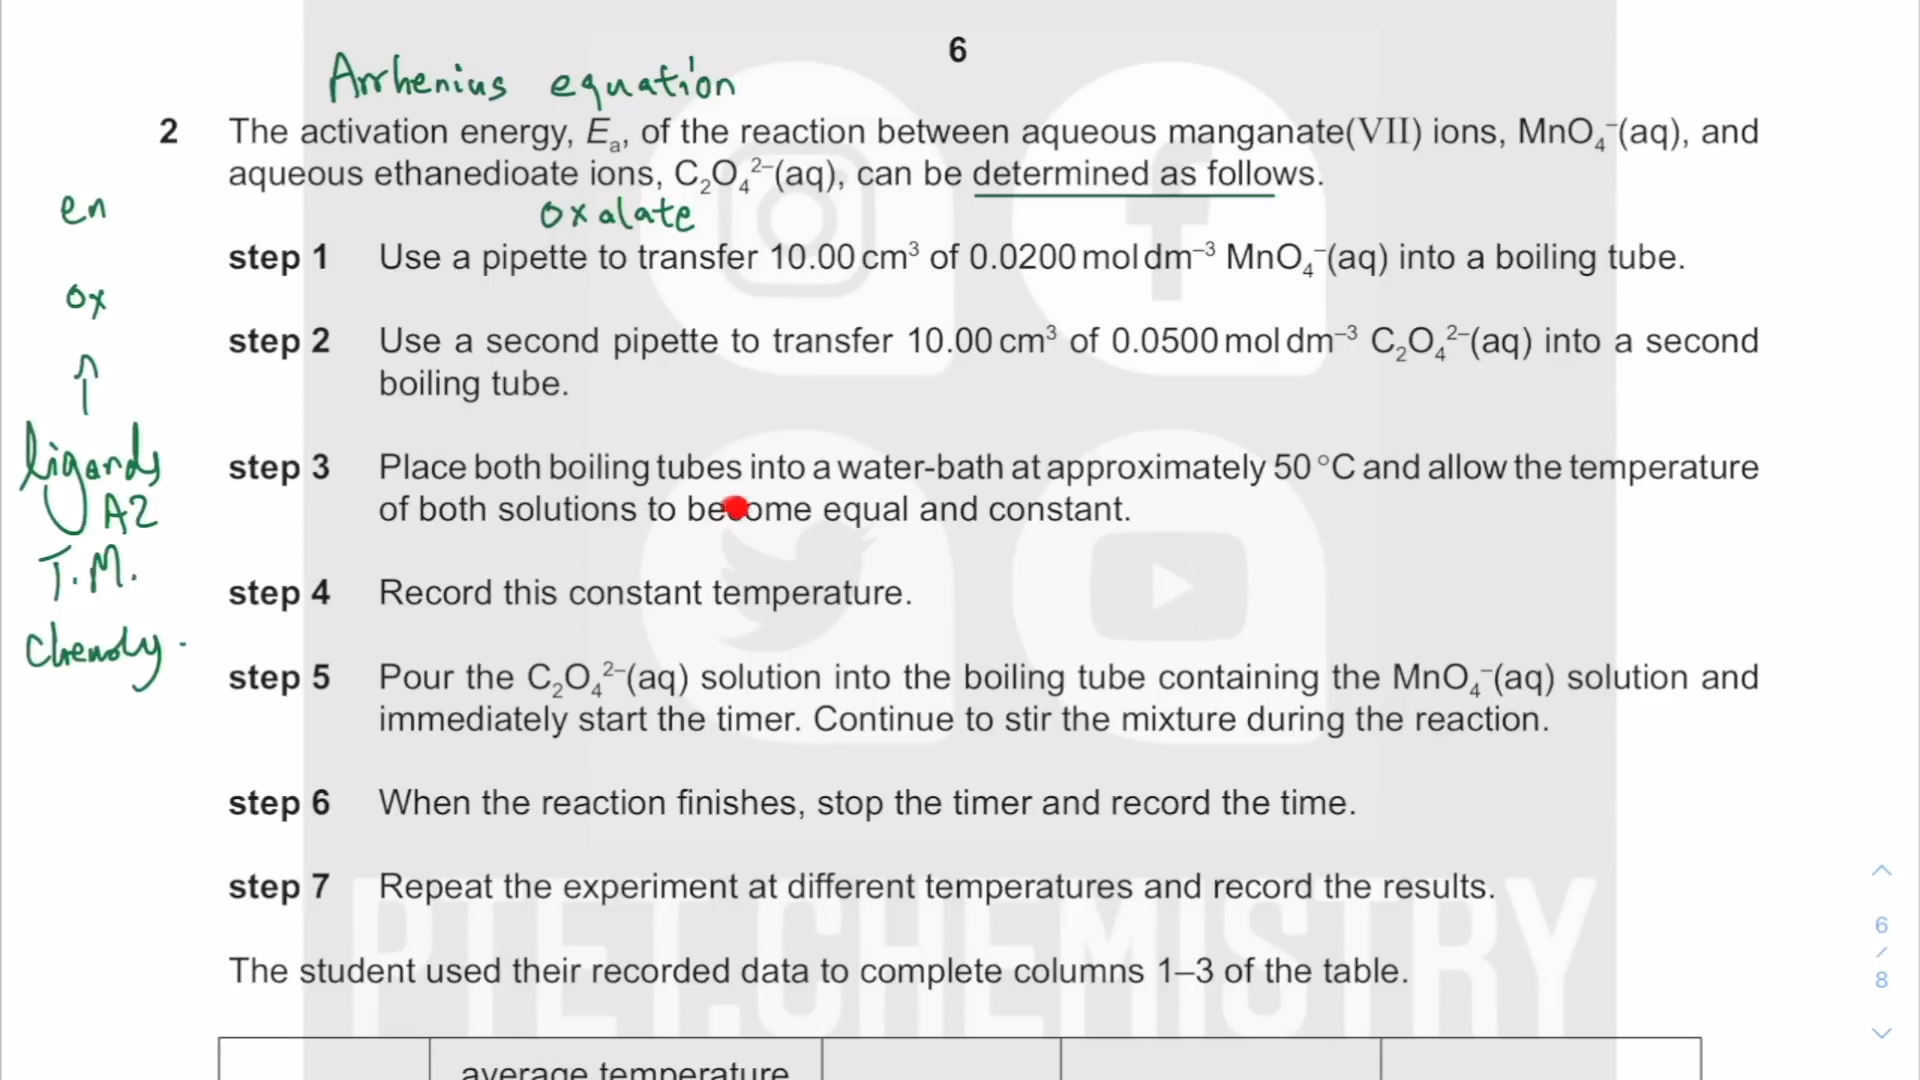 6
Arrhenius equation
2 The activation energy, Eₐ, of the reaction between aqueous manganate(VII) ions, MnO₄⁻(aq), and
aqueous ethanedioate ions, C₂O₄²⁻(aq), can be determined as follows.
oxalate
en
ox
ligands
A2
T.M.
step 1 Use a pipette to transfer 10.00 cm³ of 0.0200 mol dm⁻³ MnO₄⁻(aq) into a boiling tube.
step 2 Use a second pipette to transfer 10.00 cm³ of 0.0500 mol dm⁻³ C₂O₄²⁻(aq) into a second
boiling tube.
step 3 Place both boiling tubes into a water-bath at approximately 50 °C and allow the temperature
of both solutions to become equal and constant.
step 4 Record this constant temperature.
step 5 Pour the C₂O₄²⁻(aq) solution into the boiling tube containing the MnO₄⁻(aq) solution and
immediately start the timer. Continue to stir the mixture during the reaction.
step 6 When the reaction finishes, stop the timer and record the time.
step 7 Repeat the experiment at different temperatures and record the results.
The student used their recorded data to complete columns 1–3 of the table.
average temperature
6
/
8